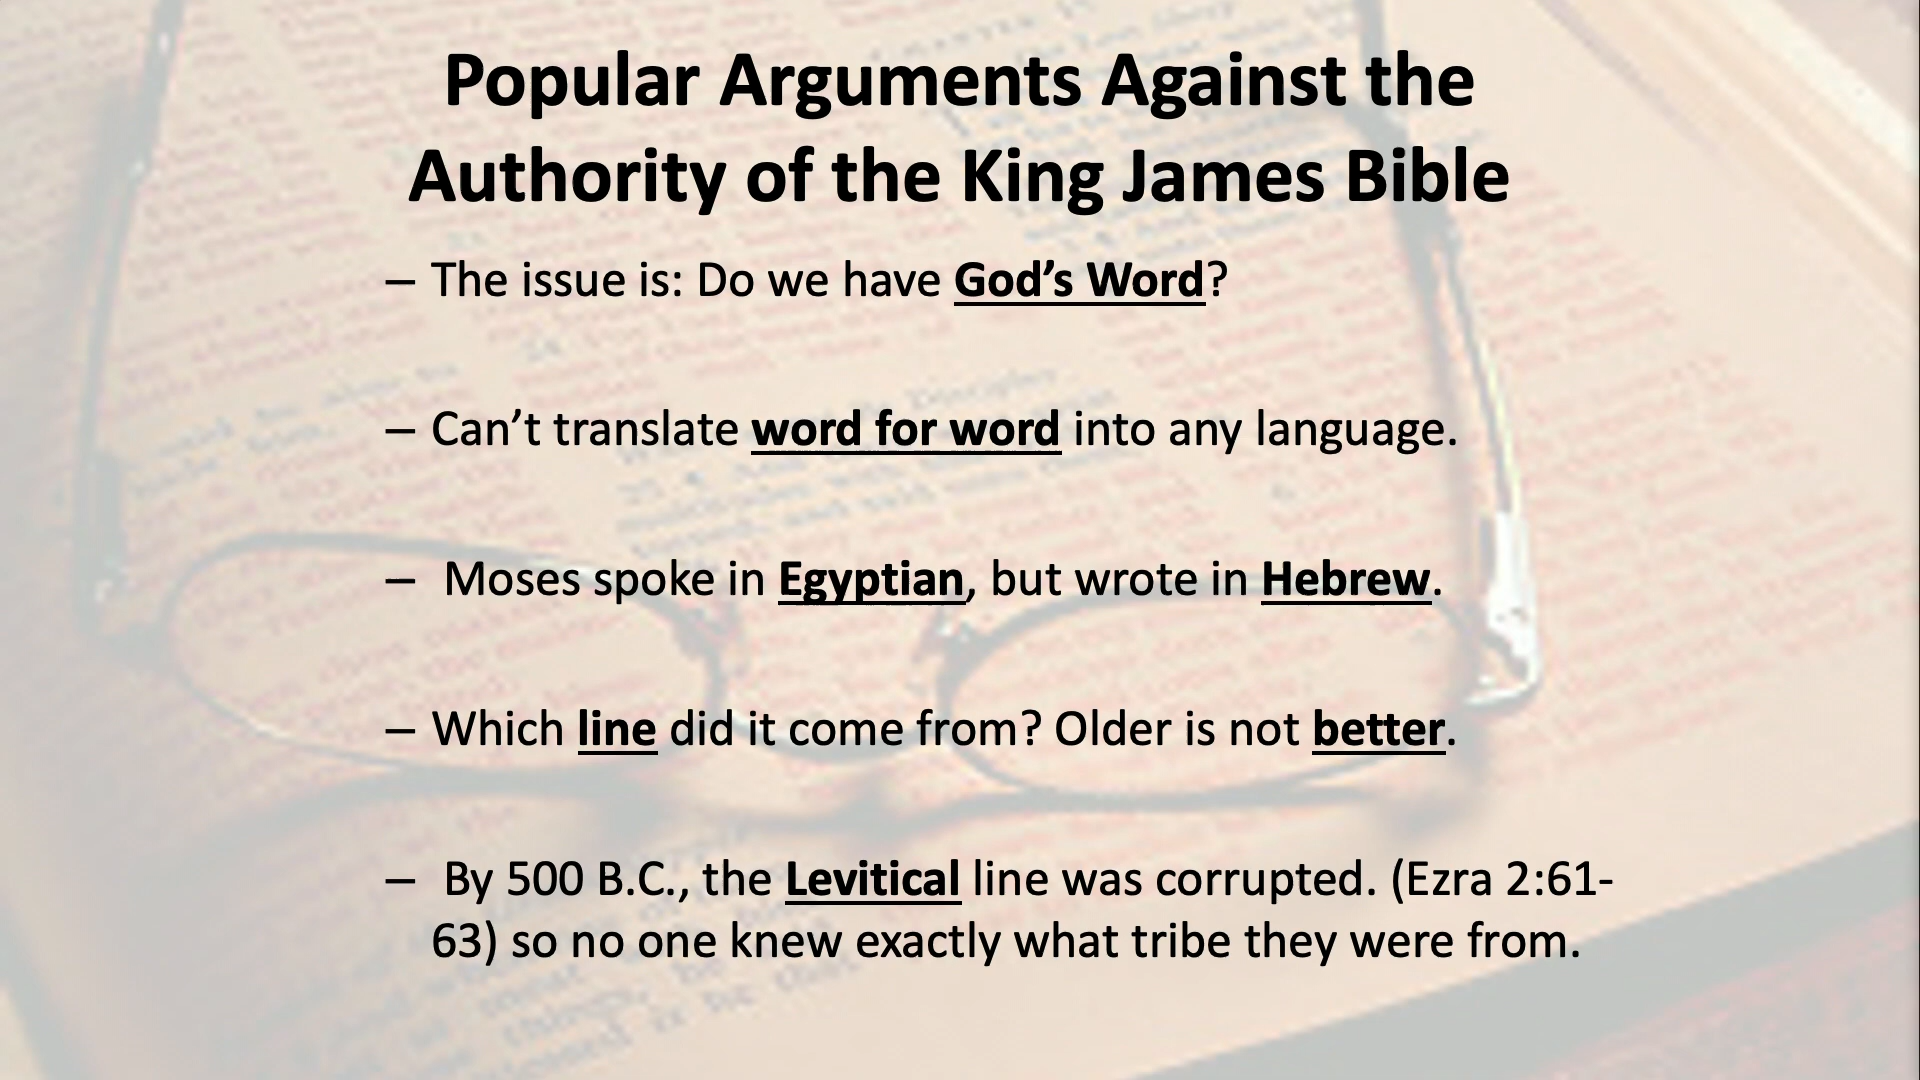 Popular Arguments Against the
Authority of the King James Bible
– The issue is: Do we have God’s Word?
– Can’t translate word for word into any language.
– Moses spoke in Egyptian, but wrote in Hebrew.
– Which line did it come from? Older is not better.
– By 500 B.C., the Levitical line was corrupted. (Ezra 2:61-
63) so no one knew exactly what tribe they were from.